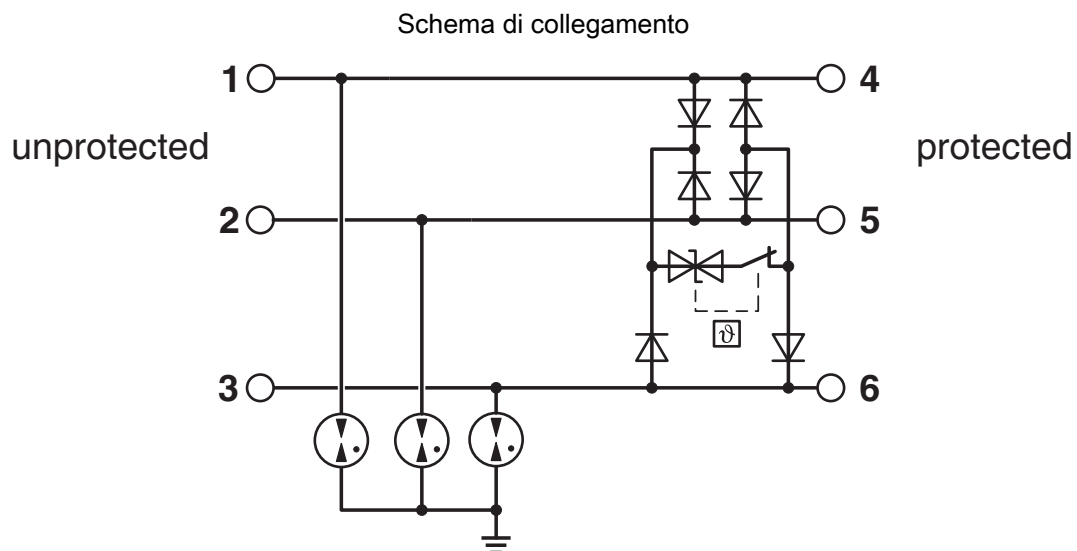 Schema di collegamento
1 4
unprotected protected
2 5
ϑ
3 6